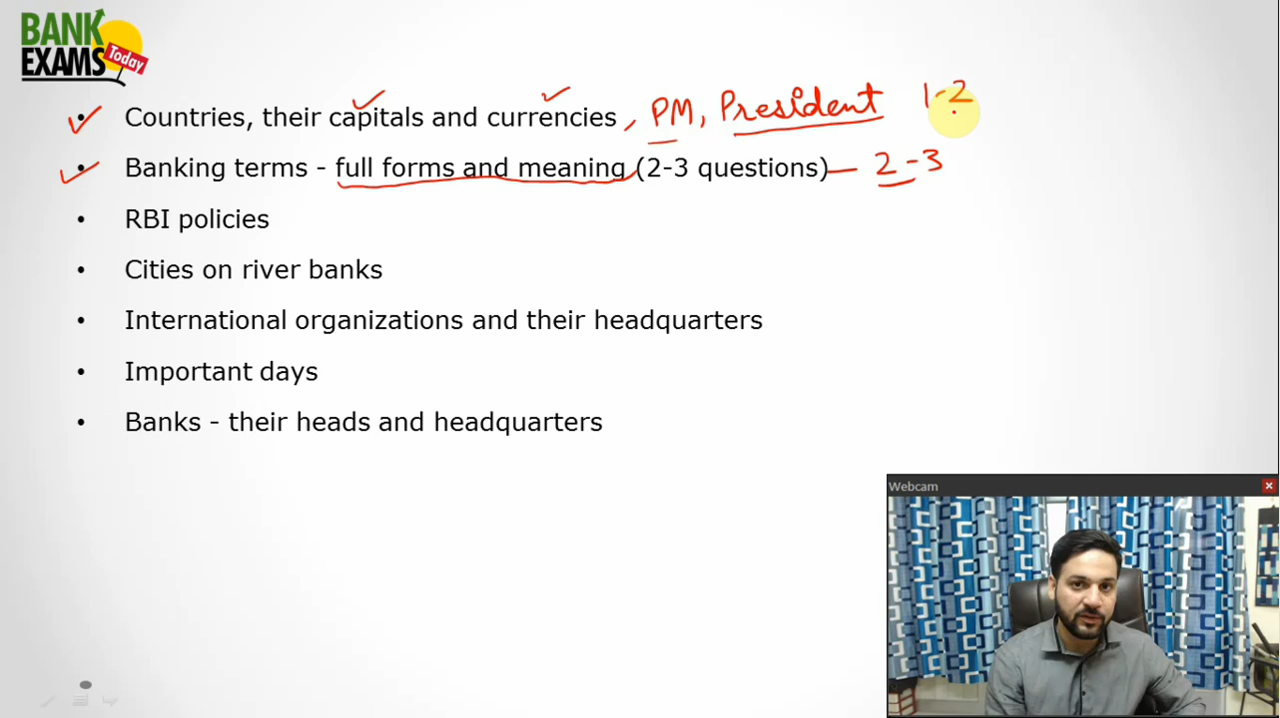 BANK
EXAMS Today
• Countries, their capitals and currencies, PM, President 1-2
• Banking terms - full forms and meaning (2-3 questions) — 2-3
• RBI policies
• Cities on river banks
• International organizations and their headquarters
• Important days
• Banks - their heads and headquarters
Webcam